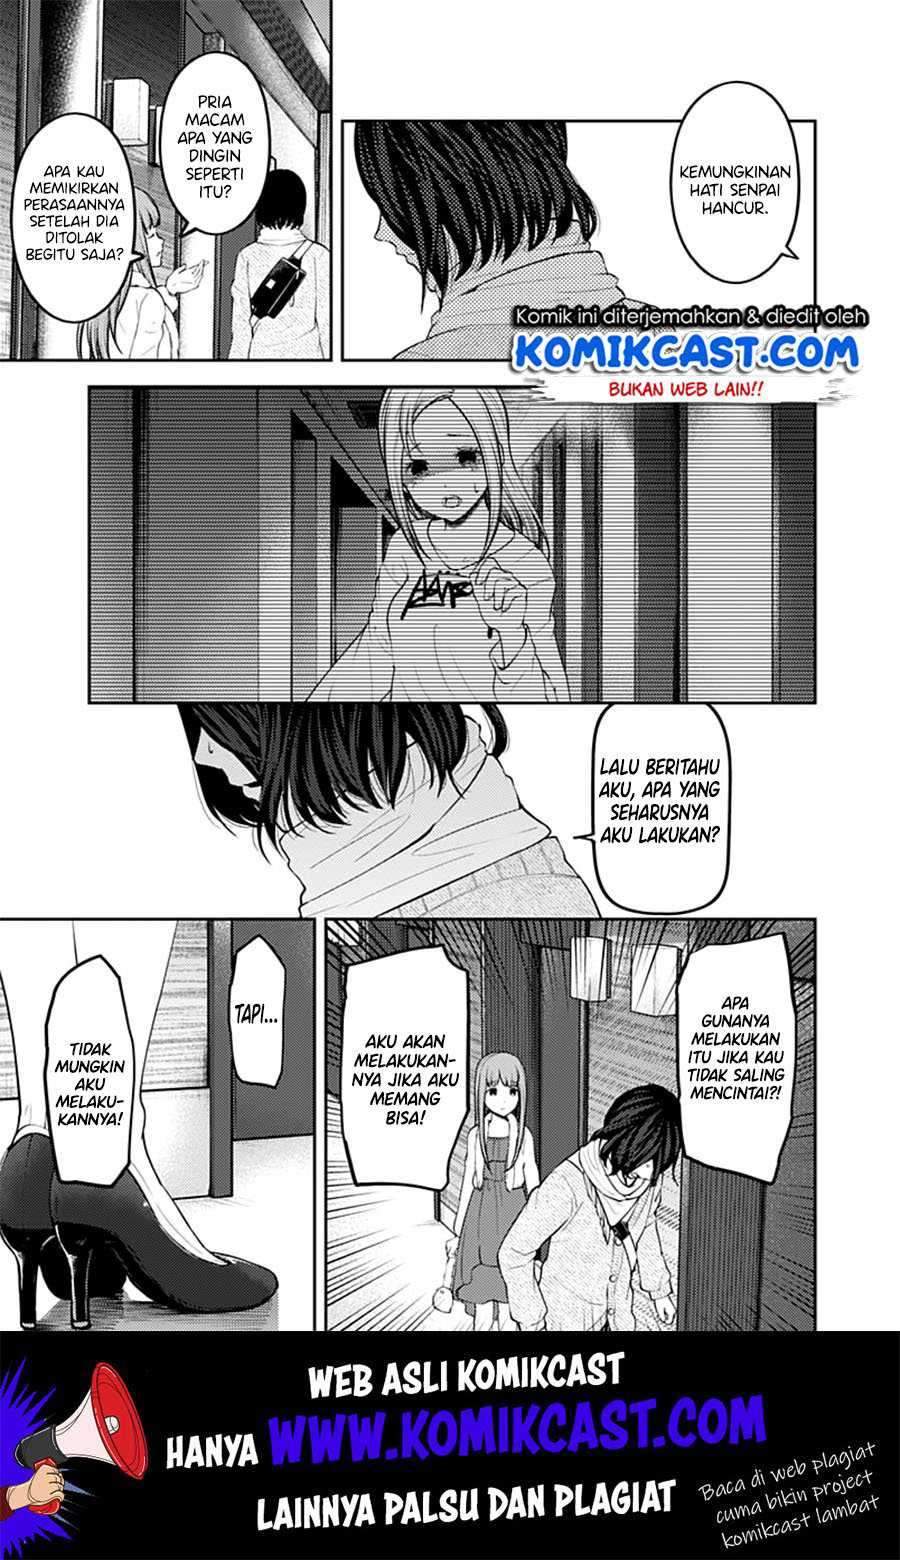 KEMUNGKINAN
HATI SENPAI
HANCUR.
PRIA
MACAM
APA YANG
DINGIN
SEPERTI
ITU?
APA KAU
MEMIKIRKAN
PERASAANNYA
SETELAH DIA
DITOLAK
BEGITU SAJA?
Komik ini diterjemahkan & diedit oleh
KOMIKCAST.COM
BUKAN WEB LAIN!!
LALU BERITAHU
AKU, APA YANG
SEHARUSNYA
AKU LAKUKAN?
APA
GUNANYA
MELAKUKAN
ITU JIKA KAU
TIDAK SALING
MENCINTAI?!
AKU AKAN
MELAKUKAN-
NYA JIKA AKU
MEMANG
BISA!
TAPI...
TIDAK
MUNGKIN
AKU
MELAKU-
KANNYA!
WEB ASLI KOMIKCAST
HANYA WWW.KOMIKCAST.COM
LAINNYA PALSU DAN PLAGIAT
Baca di web plagiat
cuma bikin project
komikcast lambat